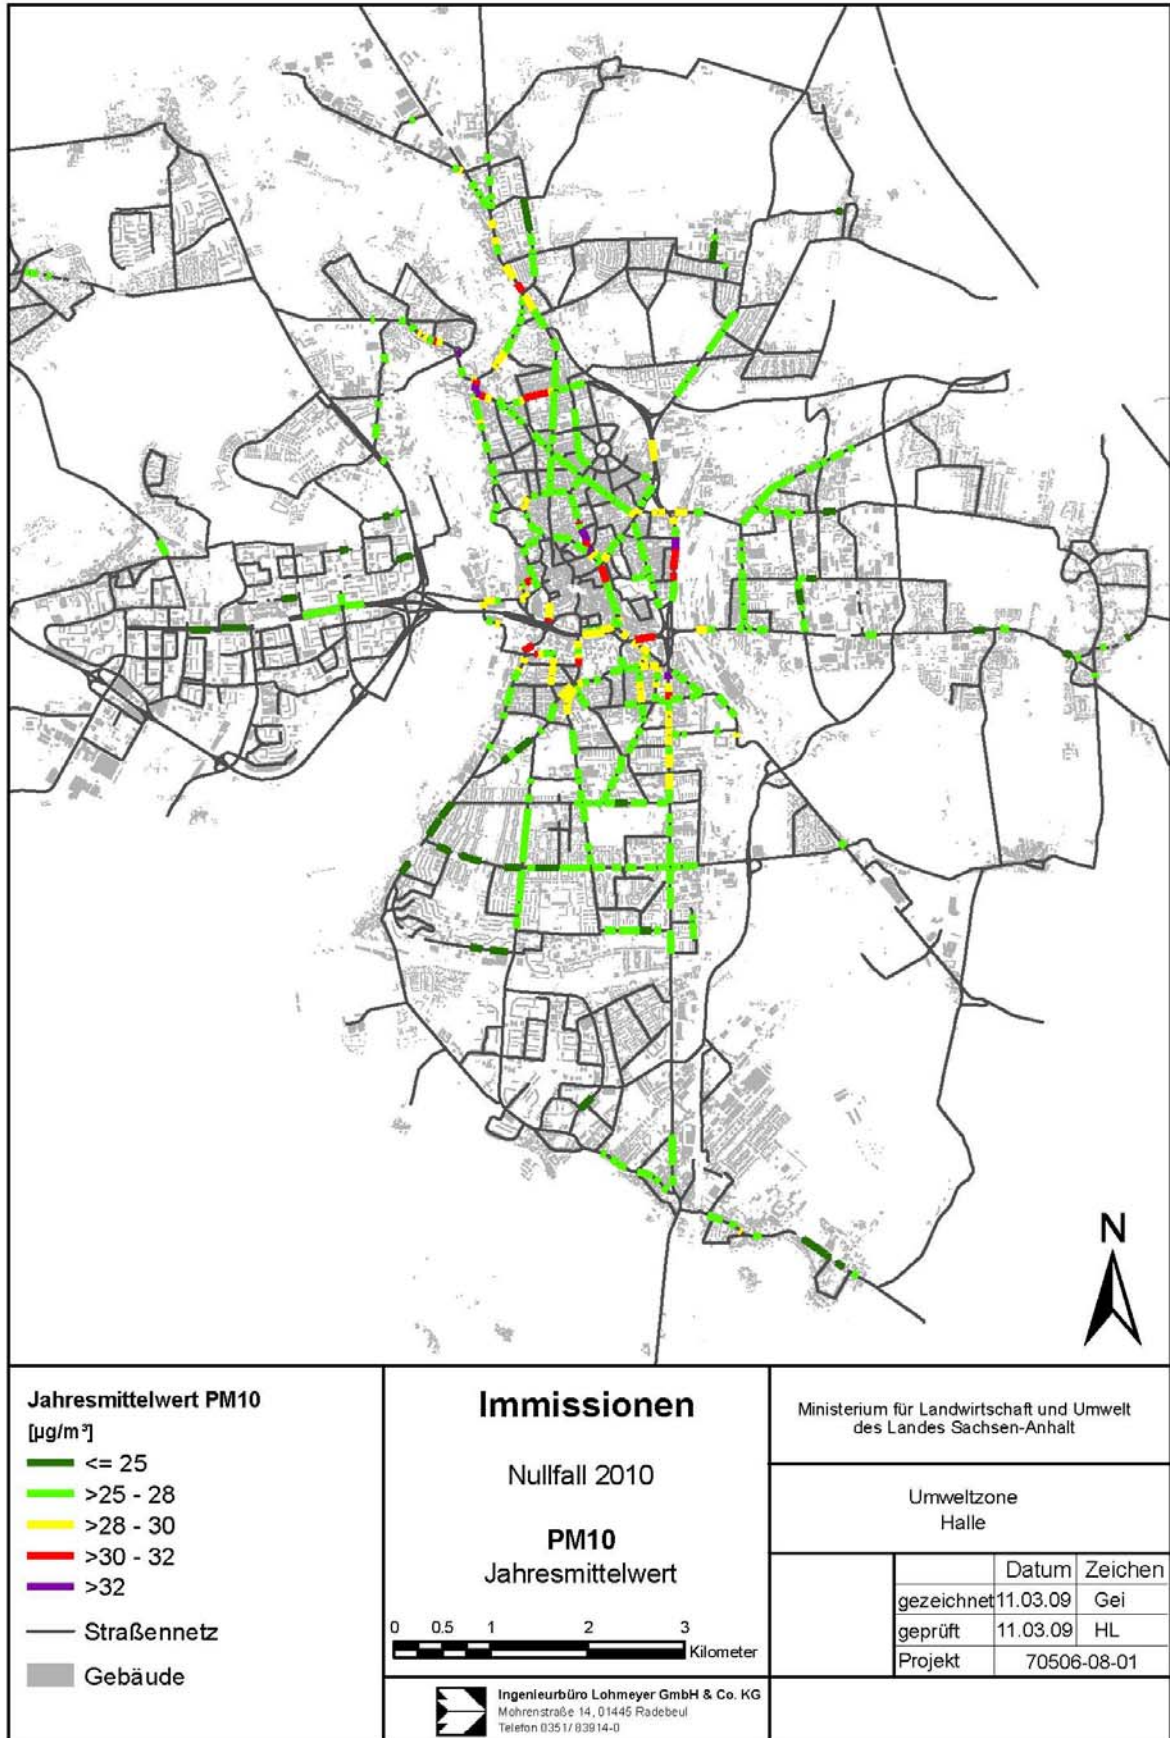 N
Jahresmittelwert PM10
[µg/m³]
<= 25
>25 - 28
>28 - 30
>30 - 32
>32
Straßennetz
Gebäude
Immissionen
Nullfall 2010
PM10
Jahresmittelwert
0 0.5 1 2 3
Kilometer
Ingenieurbüro Lohmeyer GmbH & Co. KG
Mohrenstraße 14, 01445 Radebeul
Telefon 0351/ 83914-0
Ministerium für Landwirtschaft und Umwelt
des Landes Sachsen-Anhalt
Umweltzone
Halle
Datum Zeichen
gezeichnet 11.03.09 Gei
geprüft 11.03.09 HL
Projekt 70506-08-01